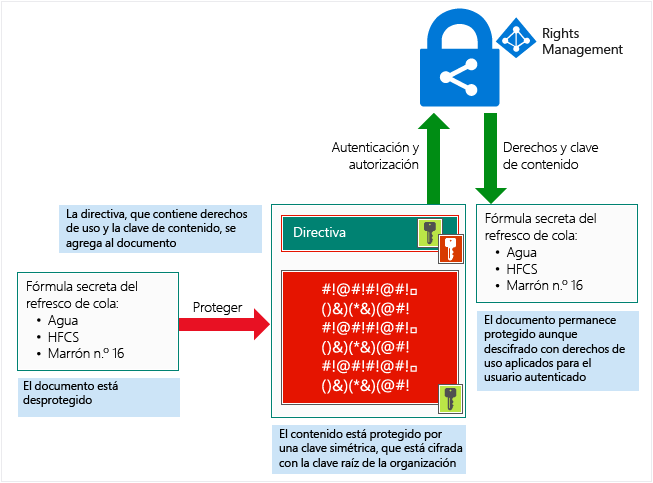 Rights
Management
Autenticación y
autorización
Derechos y clave
de contenido
La directiva, que contiene derechos
de uso y la clave de contenido, se
agrega al documento
Directiva
Fórmula secreta del
refresco de cola:
• Agua
• HFCS
• Marrón n.º 16
Fórmula secreta del
refresco de cola:
• Agua
• HFCS
• Marrón n.º 16
Proteger
#!@#!#!@#!□
()&)(*&)(@#!
#!@#!#!@#!□
()&)(*&)(@#!
#!@#!#!@#!□
()&)(*&)(@#!
El documento está
desprotegido
El documento permanece
protegido aunque
descifrado con derechos de
uso aplicados para el
usuario autenticado
El contenido está protegido por
una clave simétrica, que está cifrada
con la clave raíz de la organización